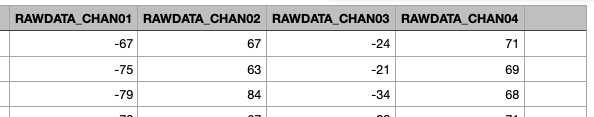 RAWDATA_CHAN01 RAWDATA_CHAN02 RAWDATA_CHAN03 RAWDATA_CHAN04
-67 67 -24 71
-75 63 -21 69
-79 84 -34 68